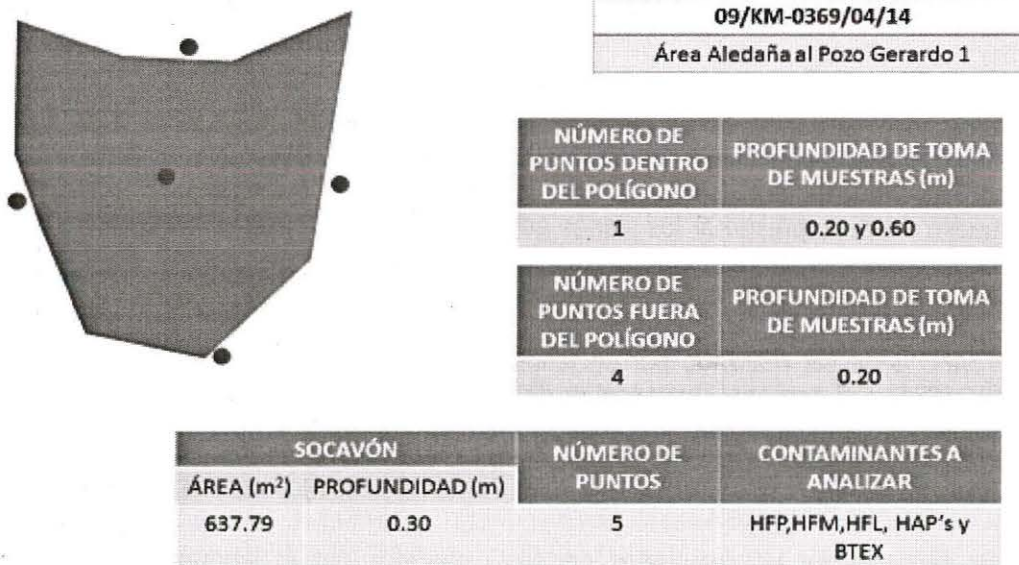 09/KM-0369/04/14
Área Aledaña al Pozo Gerardo 1
NÚMERO DE
PUNTOS DENTRO
DEL POLÍGONO
PROFUNDIDAD DE TOMA
DE MUESTRAS (m)
1
0.20 y 0.60
NÚMERO DE
PUNTOS FUERA
DEL POLÍGONO
PROFUNDIDAD DE TOMA
DE MUESTRAS (m)
4
0.20
SOCAVÓN
NÚMERO DE
PUNTOS
CONTAMINANTES A
ANALIZAR
ÁREA (m²)
PROFUNDIDAD (m)
637.79
0.30
5
HFP,HFM,HFL, HAP's y
BTEX